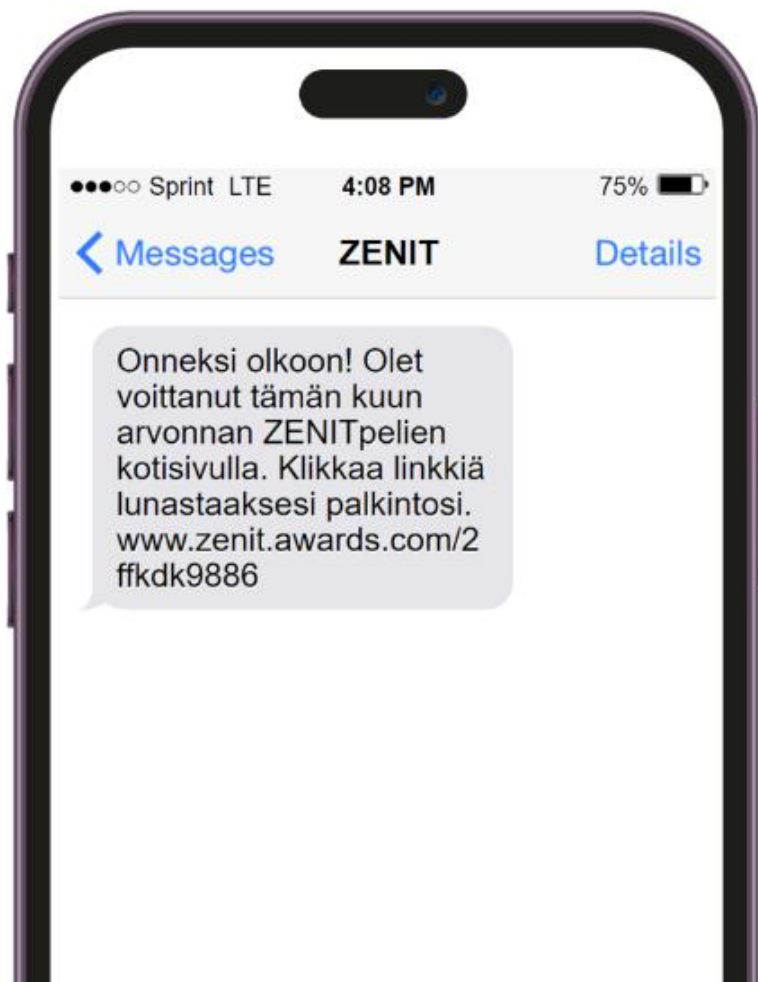 ●●●○○ Sprint LTE 4:08 PM 75%
Messages ZENIT Details
Onneksi olkoon! Olet
voittanut tämän kuun
arvonnan ZENITpelien
kotisivulla. Klikkaa linkkiä
lunastaaksesi palkintosi.
www.zenit.awards.com/2
ffkdk9886